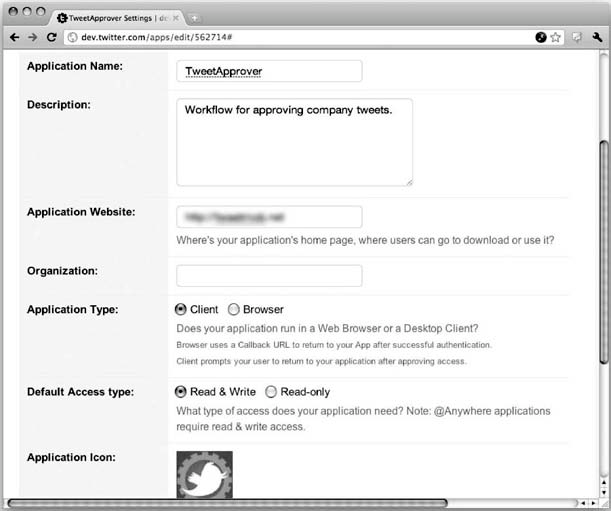 TweetApprover Settings | dev
dev.twitter.com/apps/edit/562714#
Application Name:
TweetApprover
Description:
Workflow for approving company tweets.
Application Website:
Where's your application's home page, where users can go to download or use it?
Organization:
Application Type:
Client Browser
Does your application run in a Web Browser or a Desktop Client?
Browser uses a Callback URL to return to your App after successful authentication.
Client prompts your user to return to your application after approving access.
Default Access type:
Read & Write Read-only
What type of access does your application need? Note: @Anywhere applications
require read & write access.
Application Icon: